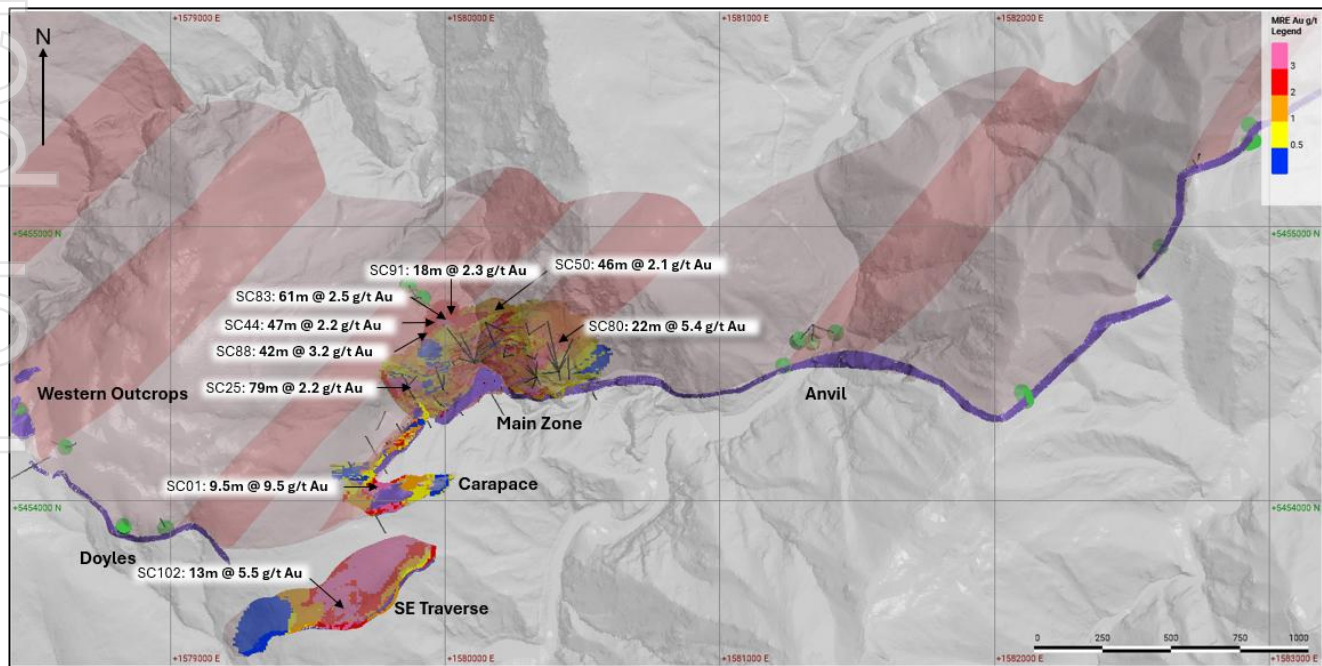 +1579000 E
+1580000 E
+1581000 E
+1582000 E
MRE Au g/t
Legend
N
3
2
1
0.5
+5455000 N
+5455000 N
SC91: 18m @ 2.3 g/t Au
SC50: 46m @ 2.1 g/t Au
SC83: 61m @ 2.5 g/t Au
SC44: 47m @ 2.2 g/t Au
SC80: 22m @ 5.4 g/t Au
SC88: 42m @ 3.2 g/t Au
SC25: 79m @ 2.2 g/t Au
Western Outcrops
Anvil
Main Zone
SC01: 9.5m @ 9.5 g/t Au
Carapace
+5454000 N
+5454000 N
Doyles
SC102: 13m @ 5.5 g/t Au
SE Traverse
0
250
500
750
1000
+1579000 E
+1580000 E
+1581000 E
+1582000 E
+1583000 E